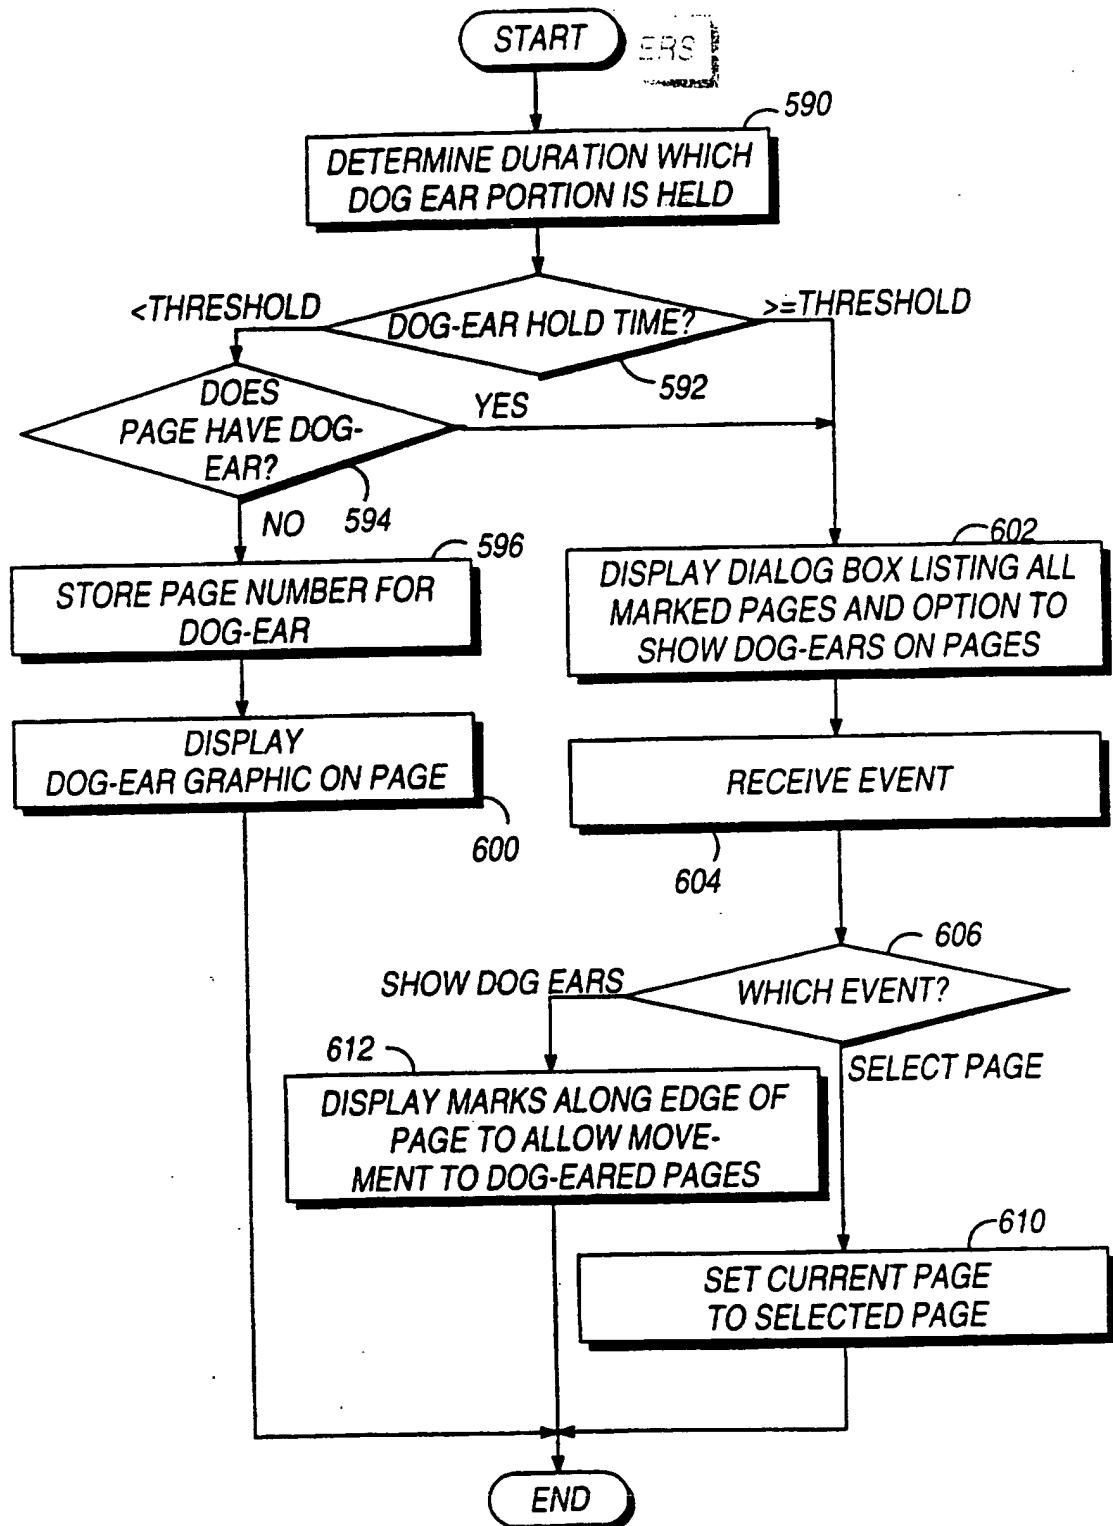 START
ERS
590
DETERMINE DURATION WHICH
DOG EAR PORTION IS HELD
<THRESHOLD
DOG-EAR HOLD TIME?
>=THRESHOLD
592
DOES
PAGE HAVE DOG-
EAR?
YES
594
NO
596
STORE PAGE NUMBER FOR
DOG-EAR
602
DISPLAY DIALOG BOX LISTING ALL
MARKED PAGES AND OPTION TO
SHOW DOG-EARS ON PAGES
DISPLAY
DOG-EAR GRAPHIC ON PAGE
600
RECEIVE EVENT
604
606
SHOW DOG EARS
WHICH EVENT?
612
SELECT PAGE
DISPLAY MARKS ALONG EDGE OF
PAGE TO ALLOW MOVE-
MENT TO DOG-EARED PAGES
610
SET CURRENT PAGE
TO SELECTED PAGE
END